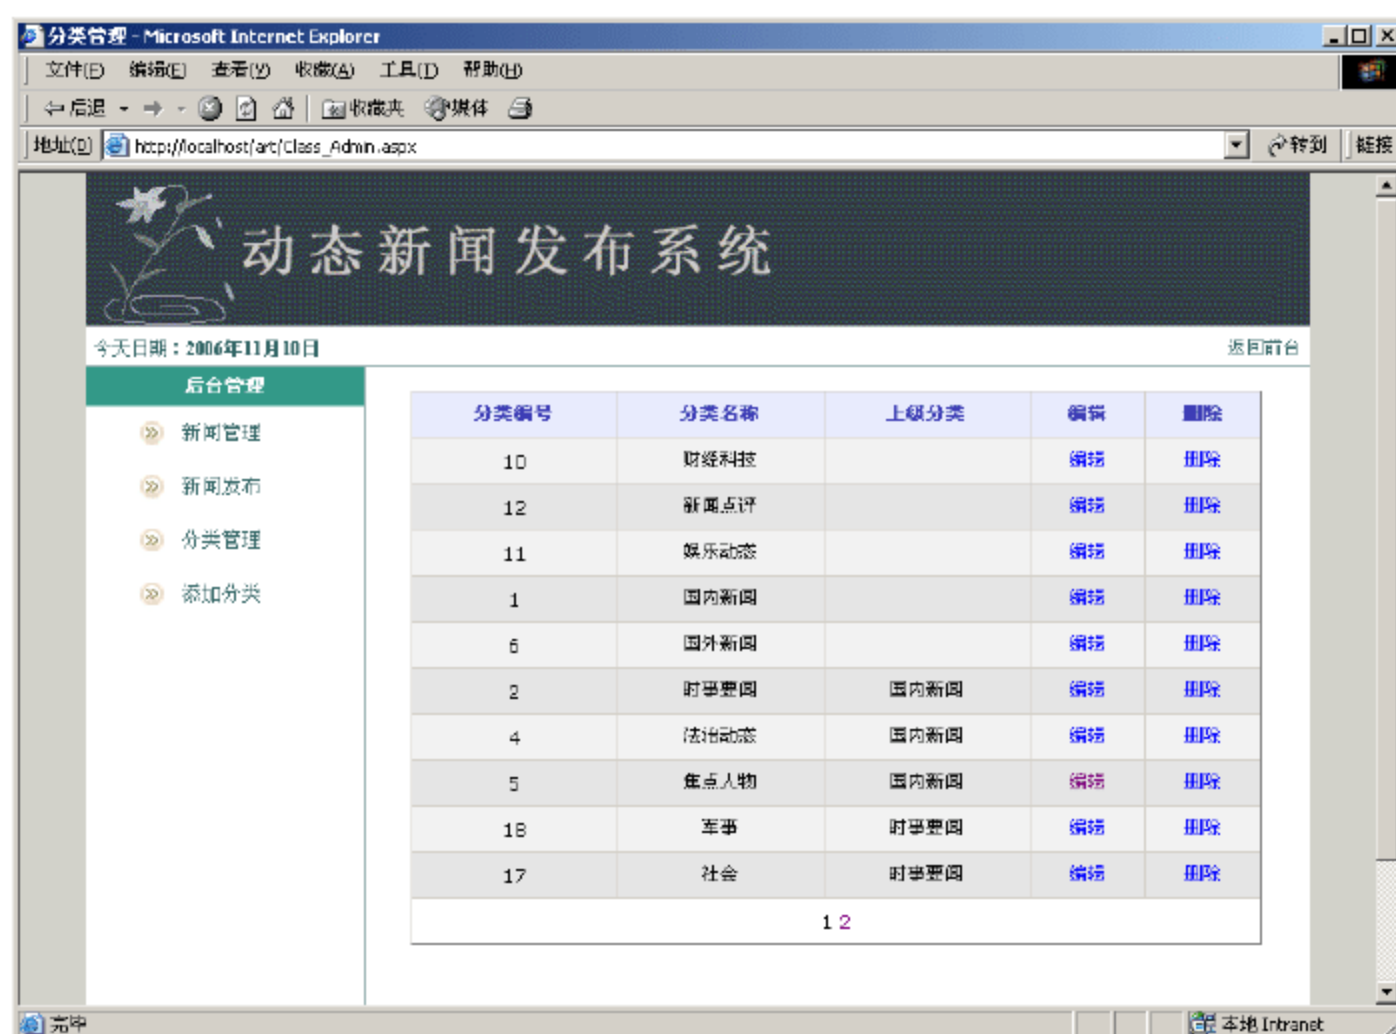 分类管理 - Microsoft Internet Explorer
文件(F) 编辑(E) 查看(V) 收藏(A) 工具(T) 帮助(H)
后退 收藏夹 媒体
地址(D) http://localhost/art/Class_Admin.aspx 转到 链接
动态新闻发布系统
今天日期：2006年11月10日 返回前台
后台管理
新闻管理
新闻发布
分类管理
添加分类
分类编号 分类名称 上级分类 编辑 删除
10 财经科技 编辑 删除
12 新闻点评 编辑 删除
11 娱乐动态 编辑 删除
1 国内新闻 编辑 删除
6 国外新闻 编辑 删除
2 时事要闻 国内新闻 编辑 删除
4 法治动态 国内新闻 编辑 删除
5 焦点人物 国内新闻 编辑 删除
18 军事 时事要闻 编辑 删除
17 社会 时事要闻 编辑 删除
1 2
完毕 本地 Intranet